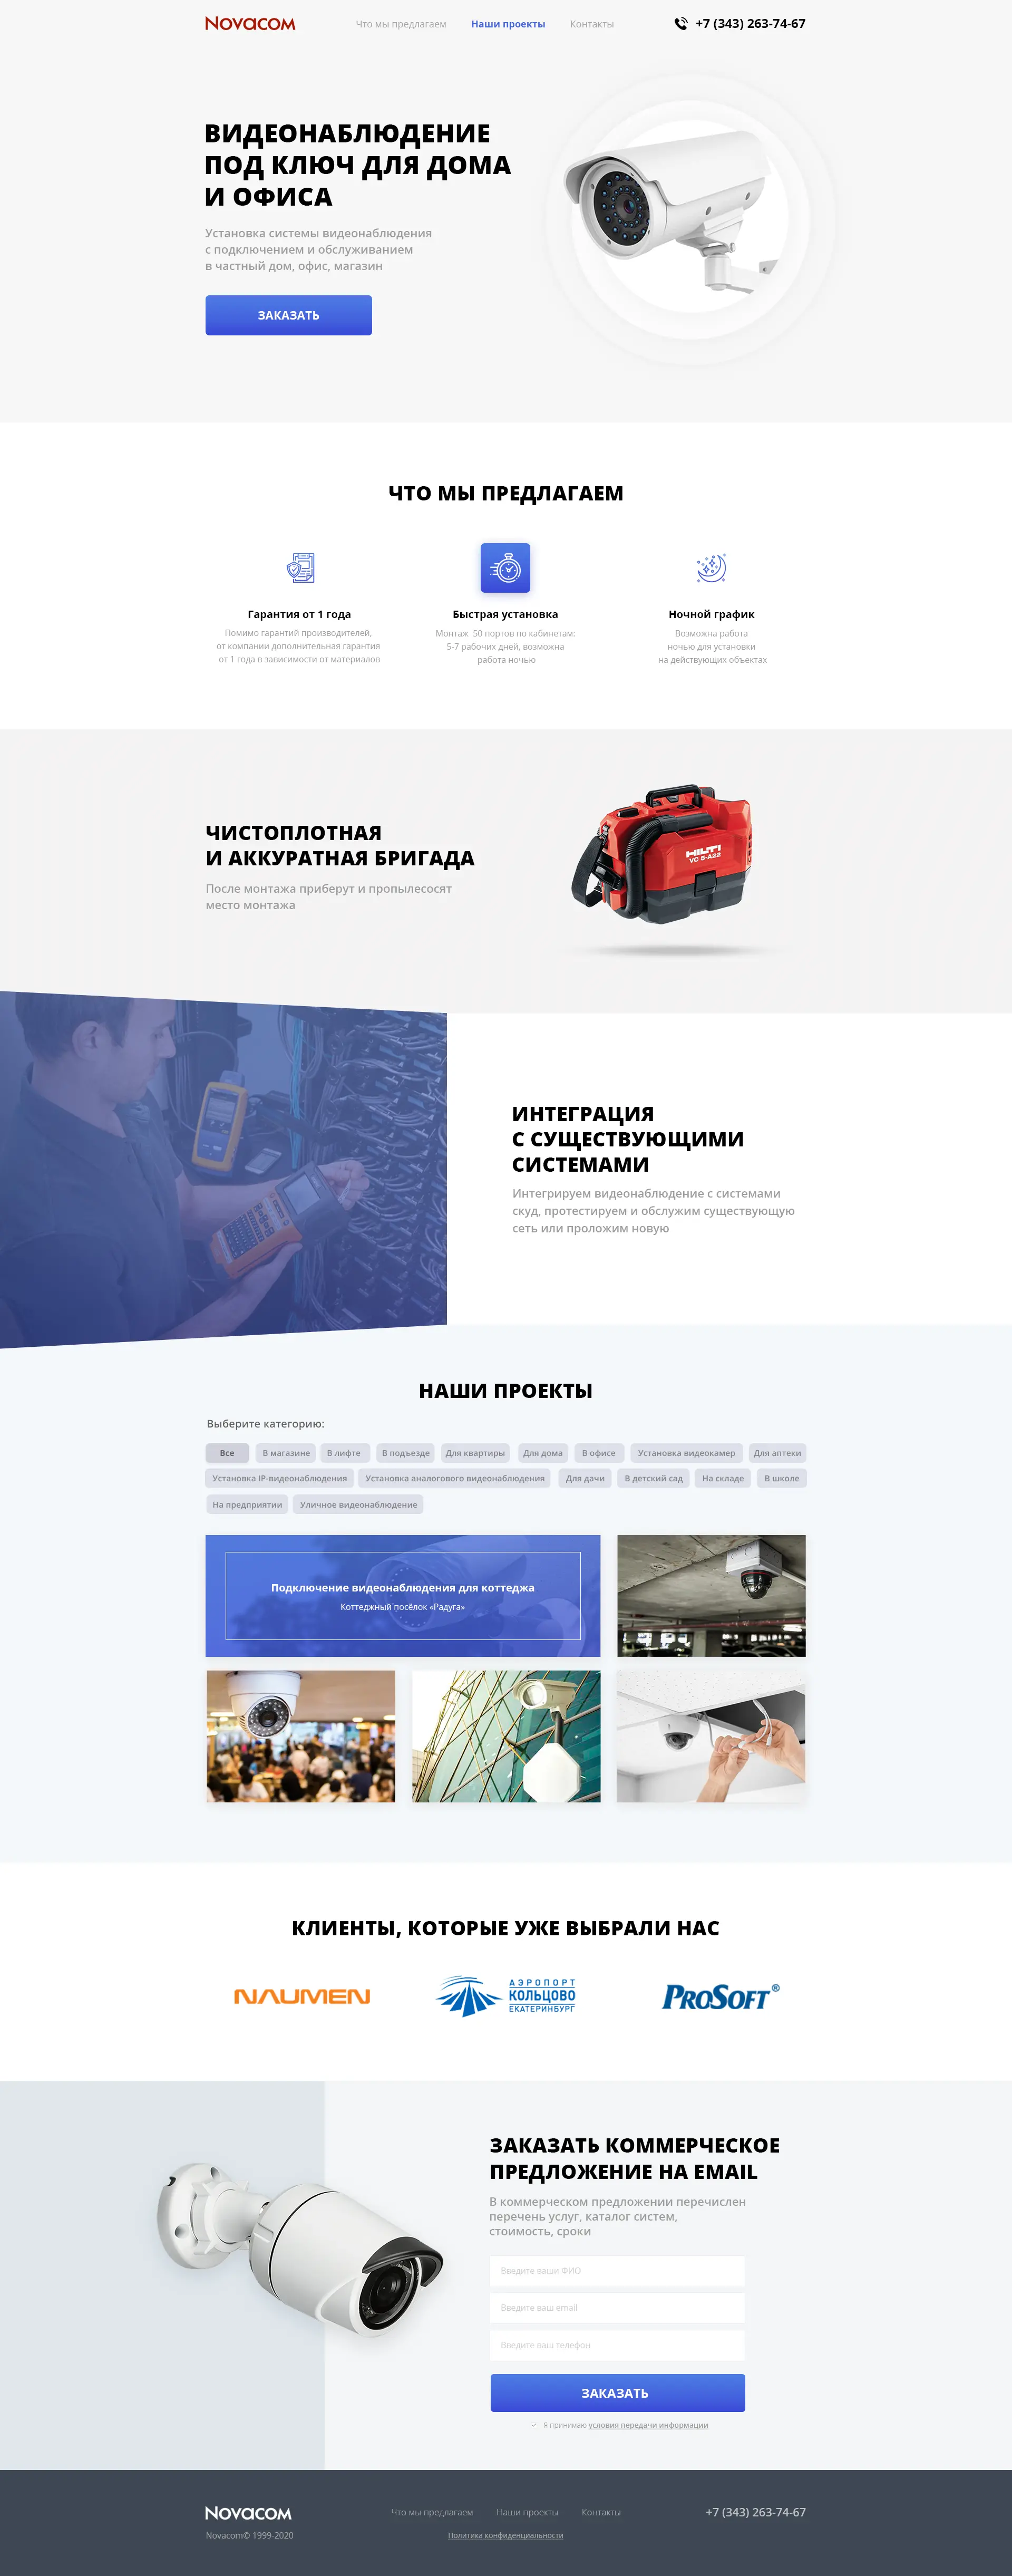 Novacom
Что мы предлагаем
Наши проекты
Контакты
+7 (343) 263-74-67
ВИДЕОНАБЛЮДЕНИЕ
ПОД КЛЮЧ ДЛЯ ДОМА
И ОФИСА
Установка системы видеонаблюдения
с подключением и обслуживанием
в частный дом, офис, магазин
ЗАКАЗАТЬ
ЧТО МЫ ПРЕДЛАГАЕМ
Гарантия от 1 года
Помимо гарантий производителей,
от компании дополнительная гарантия
от 1 года в зависимости от материалов
Быстрая установка
Монтаж 50 портов по кабинетам:
5-7 рабочих дней, возможна
работа ночью
Ночной график
Возможна работа
ночью для установки
на действующих объектах
ЧИСТОПЛОТНАЯ
И АККУРАТНАЯ БРИГАДА
После монтажа приберут и пропылесосят
место монтажа
HILTI
VC 5-A22
ИНТЕГРАЦИЯ
С СУЩЕСТВУЮЩИМИ
СИСТЕМАМИ
Интегрируем видеонаблюдение с системами
скуд, протестируем и обслужим существующую
сеть или проложим новую
НАШИ ПРОЕКТЫ
Выберите категорию:
Все
В магазине
В лифте
В подъезде
Для квартиры
Для дома
В офисе
Установка видеокамер
Для аптеки
Установка IP-видеонаблюдения
Установка аналогового видеонаблюдения
Для дачи
В детский сад
На складе
В школе
На предприятии
Уличное видеонаблюдение
Подключение видеонаблюдения для коттеджа
Коттеджный посёлок «Радуга»
КЛИЕНТЫ, КОТОРЫЕ УЖЕ ВЫБРАЛИ НАС
NAUMEN
АЭРОПОРТ
КОЛЬЦОВО
ЕКАТЕРИНБУРГ
PROSOFT®
ЗАКАЗАТЬ КОММЕРЧЕСКОЕ
ПРЕДЛОЖЕНИЕ НА EMAIL
В коммерческом предложении перечислен
перечень услуг, каталог систем,
стоимость, сроки
Введите ваши ФИО
Введите ваш email
Введите ваш телефон
ЗАКАЗАТЬ
Я принимаю условия передачи информации
Novacom
Что мы предлагаем
Наши проекты
Контакты
+7 (343) 263-74-67
Novacom© 1999-2020
Политика конфиденциальности